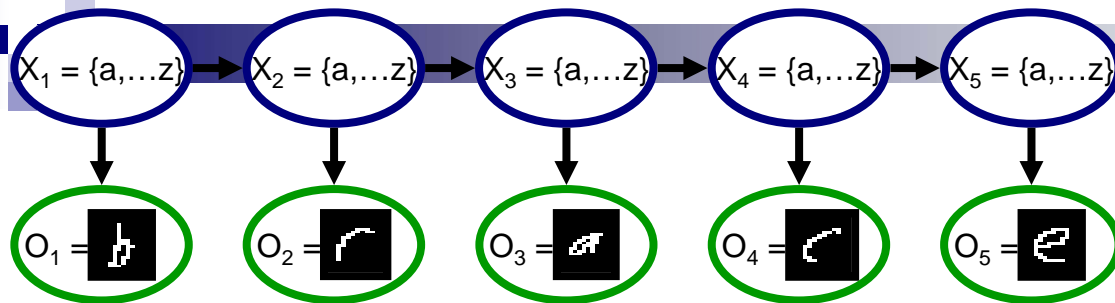 X₁ = {a,…z} X₂ = {a,…z} X₃ = {a,…z} X₄ = {a,…z} X₅ = {a,…z}
O₁ = b O₂ = r O₃ = a O₄ = c O₅ = e